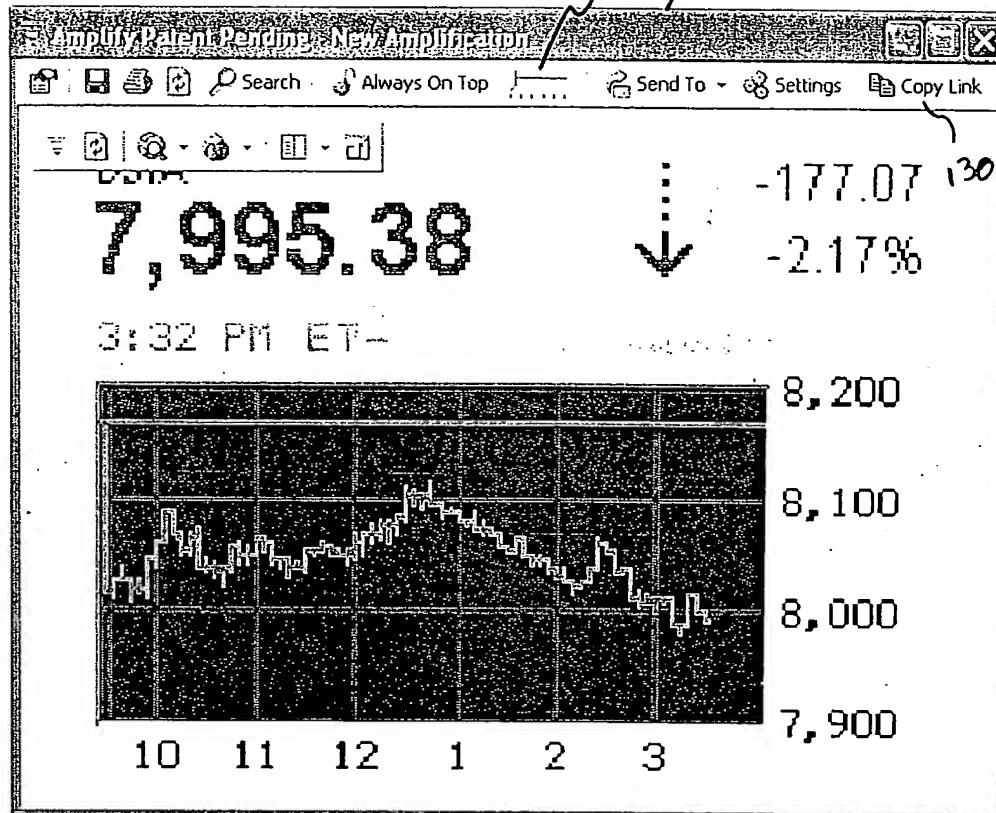 Amplify Patent Pending - New Amplification
Search Always On Top Send To Settings Copy Link
130
7,995.38
-177.07
-2.17%
3:32 PM ET
8,200
8,100
8,000
7,900
10 11 12 1 2 3